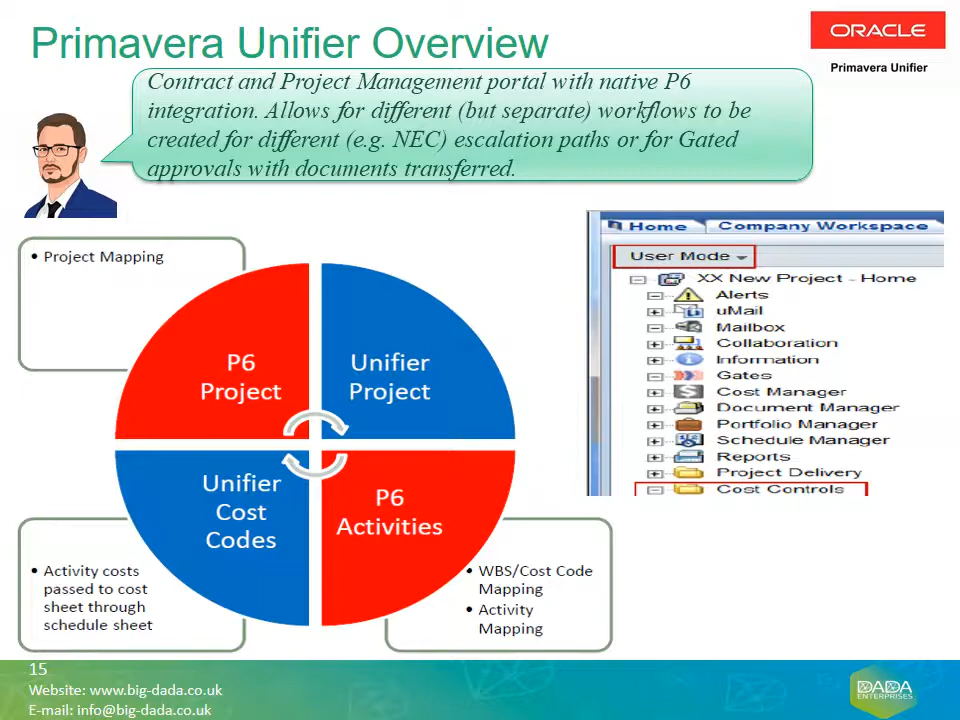 Primavera Unifier Overview
ORACLE
Primavera Unifier
Contract and Project Management portal with native P6
integration. Allows for different (but separate) workflows to be
created for different (e.g. NEC) escalation paths or for Gated
approvals with documents transferred.
• Project Mapping
P6
Project
Unifier
Project
Unifier
Cost
Codes
P6
Activities
• Activity costs
passed to cost
sheet through
schedule sheet
• WBS/Cost Code
Mapping
• Activity
Mapping
Home
Company Workspace
User Mode
XX New Project - Home
Alerts
uMail
Mailbox
Collaboration
Information
Gates
Cost Manager
Document Manager
Portfolio Manager
Schedule Manager
Reports
Project Delivery
Cost Controls
15
Website: www.big-dada.co.uk
E-mail: info@big-dada.co.uk
DADA
ENTERPRISES